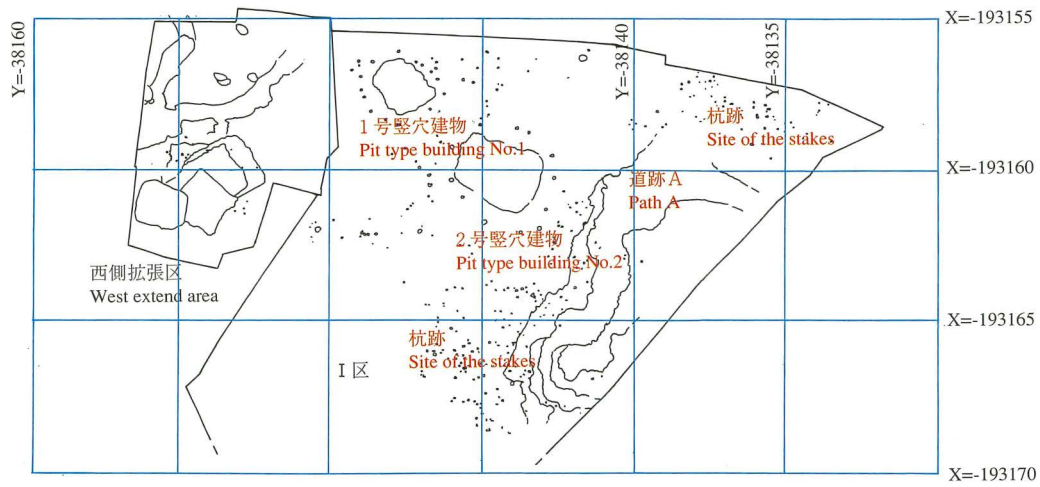 X=-193155
Y=-38160
Y=-38140
Y=-38135
杭跡
Site of the stakes
1号竪穴建物
Pit type building No.1
X=-193160
道跡A
Path A
2号竪穴建物
Pit type building No.2
西側拡張区
West extend area
X=-193165
杭跡
Site of the stakes
I区
X=-193170